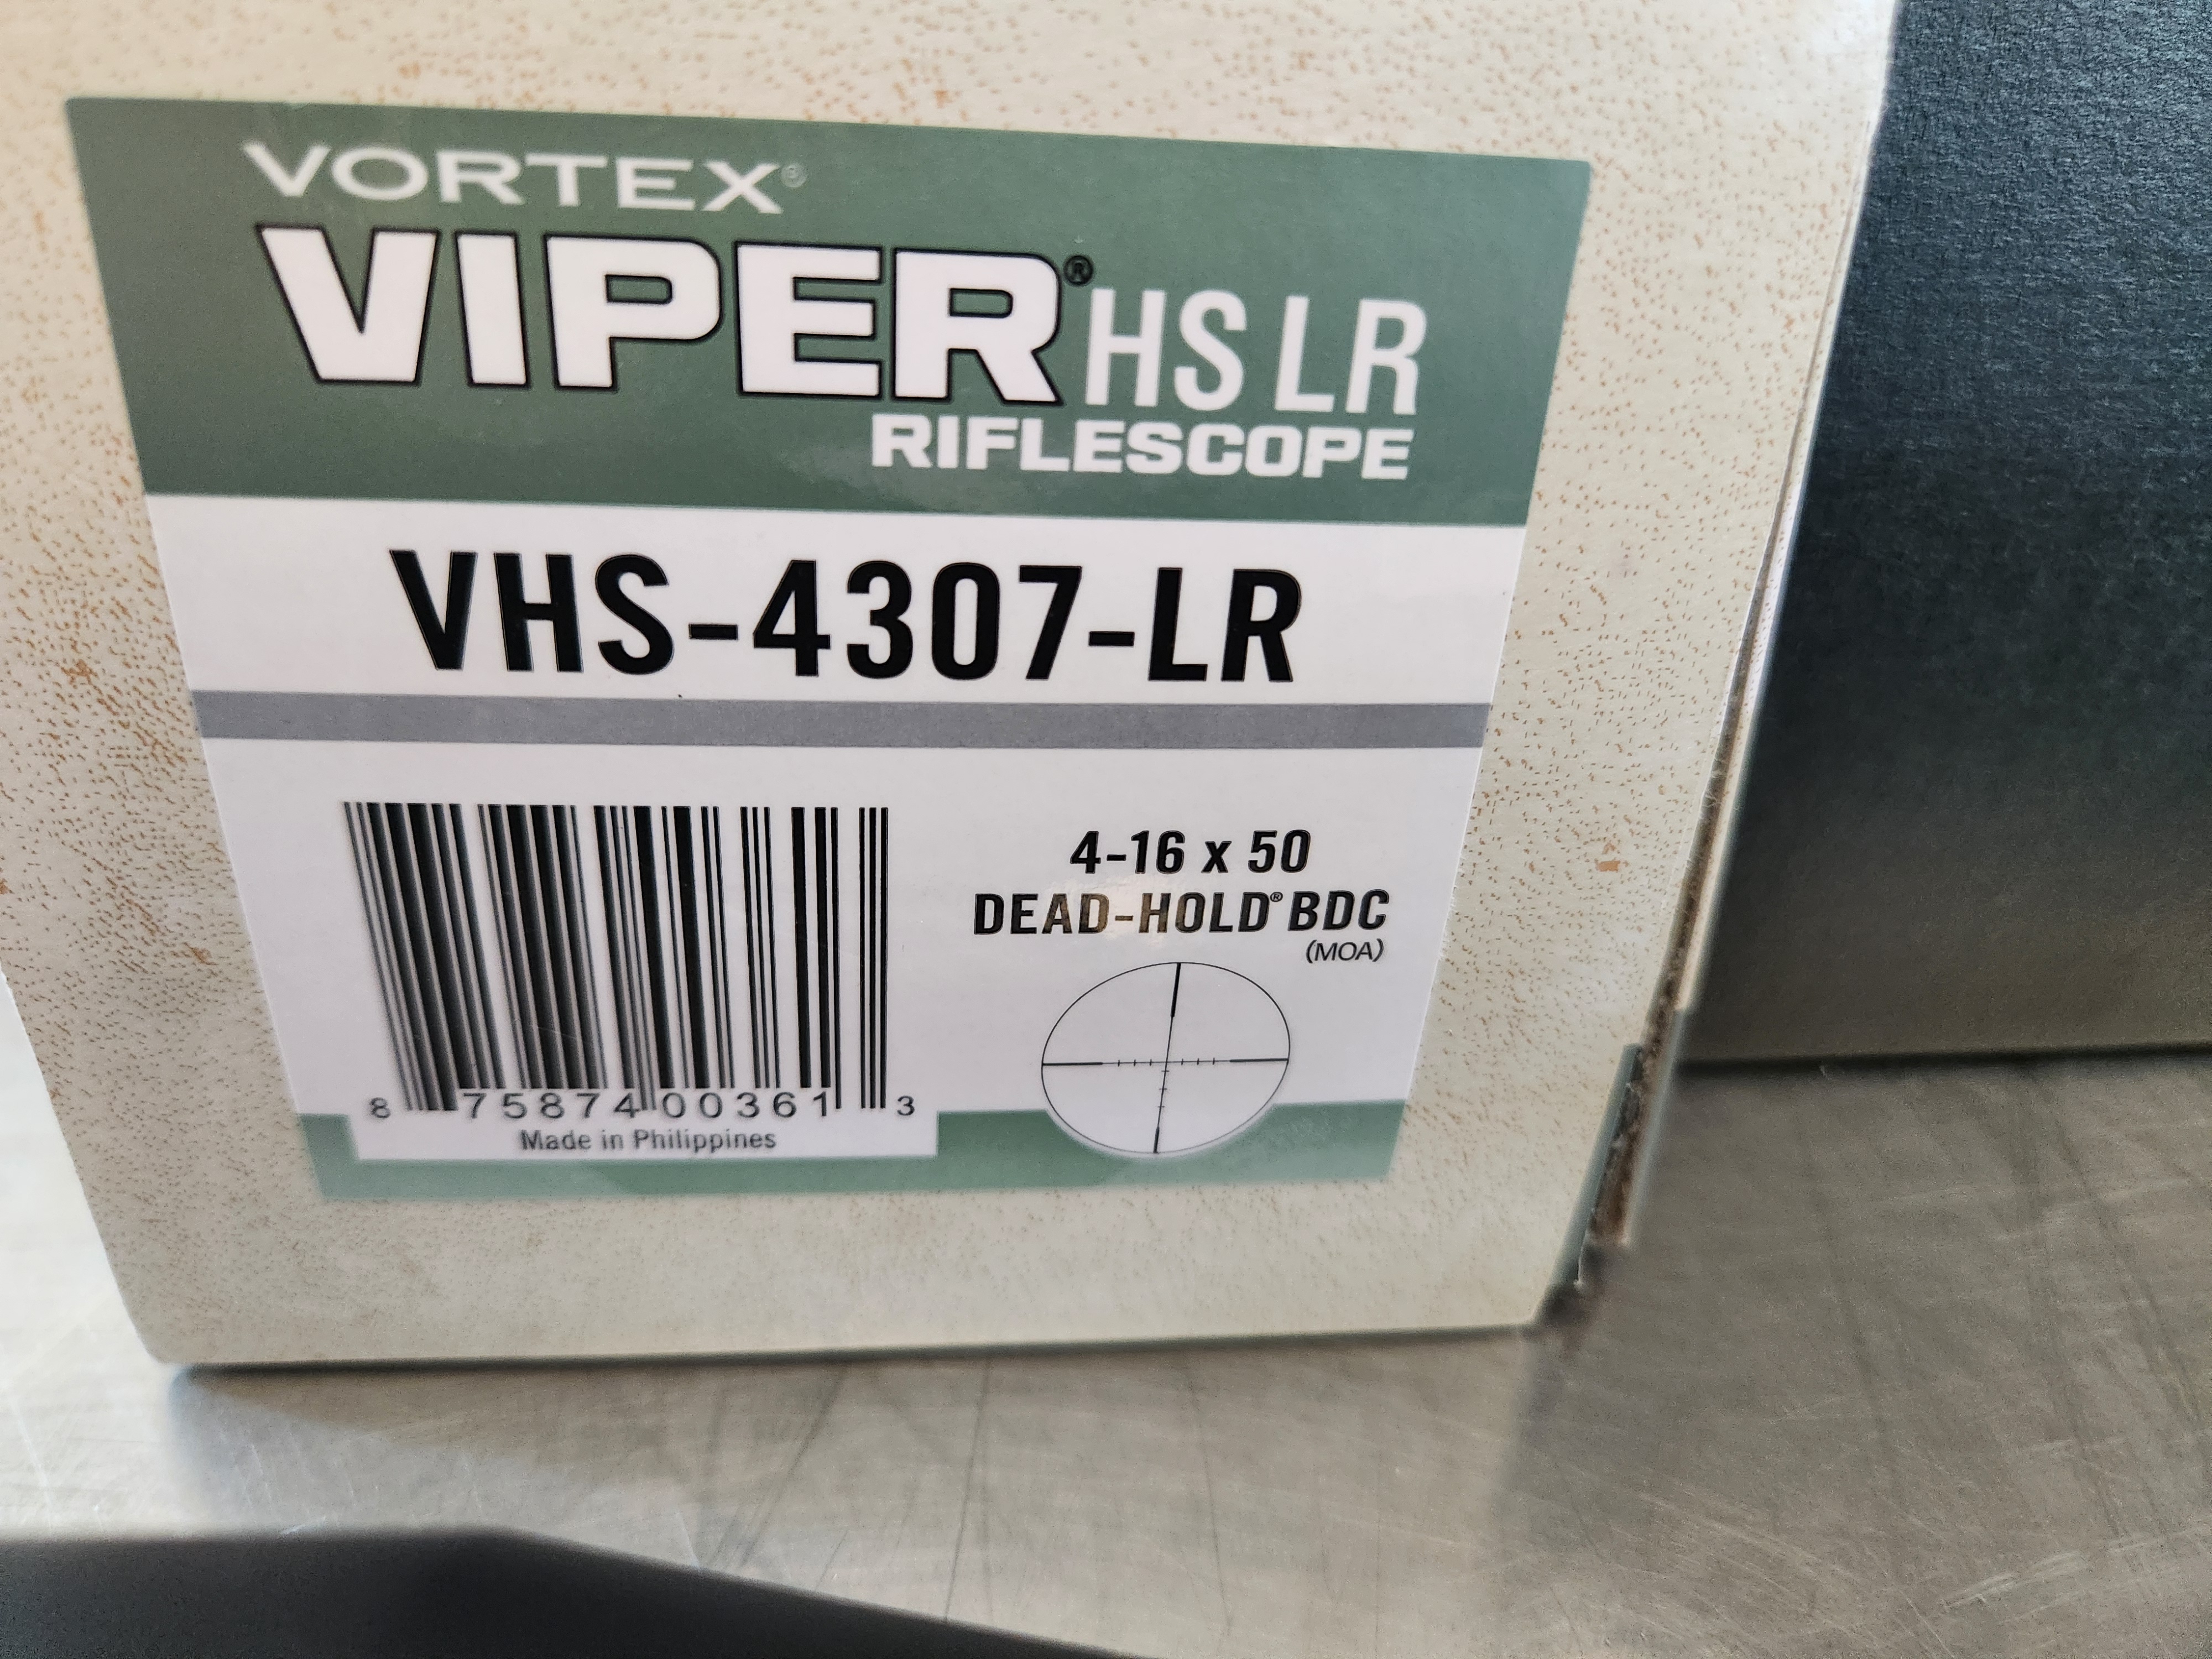 VORTEX®
VIPER® HS LR
RIFLESCOPE
VHS-4307-LR
4-16 x 50
DEAD-HOLD® BDC
(MOA)
8 75874 00361 3
Made in Philippines